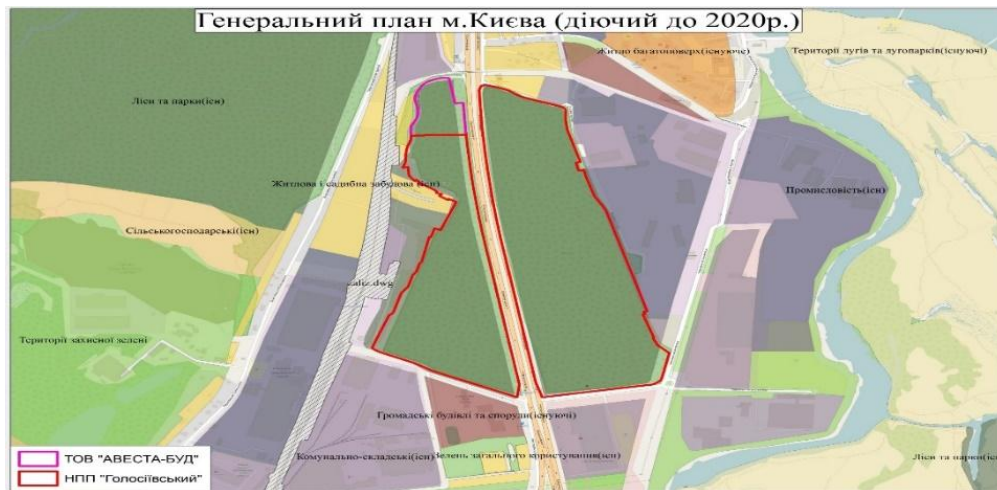 Генеральний план м.Києва (діючий до 2020р.)
Житло багатоповерх(існуюче)
Території лугів та лугопарків(існуючі)
Ліси та парки(існ)
Житлова і садибна забудова (існ)
Промисловість(існ)
Сільськогосподарські(існ)
Території захисної зелені
Громадські будівлі та споруди(існуючі)
Комунально-складські(існ)
Зелень загального користування(існ)
Ліси та парки(існ)
ТОВ "АВЕСТА-БУД"
НПП "Голосіївський"